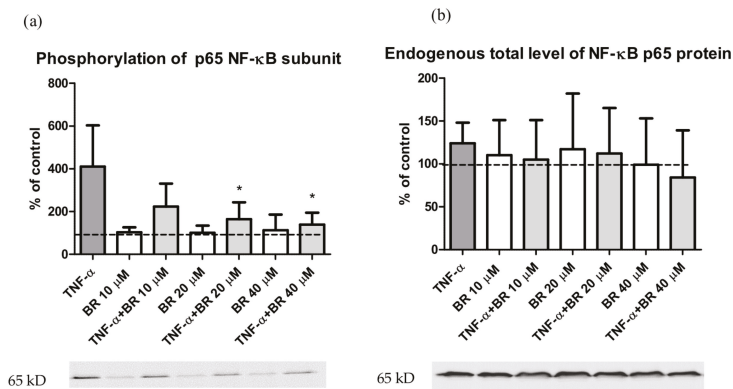 (a)
Phosphorylation of p65 NF-κB subunit
% of control
800
600
400
200
0
*
*
TNF-α
BR 10 μM
TNF-α+BR 10 μM
BR 20 μM
TNF-α+BR 20 μM
BR 40 μM
TNF-α+BR 40 μM
65 kD
(b)
Endogenous total level of NF-κB p65 protein
% of control
200
150
100
50
0
TNF-α
BR 10 μM
TNF-α+BR 10 μM
BR 20 μM
TNF-α+BR 20 μM
BR 40 μM
TNF-α+BR 40 μM
65 kD